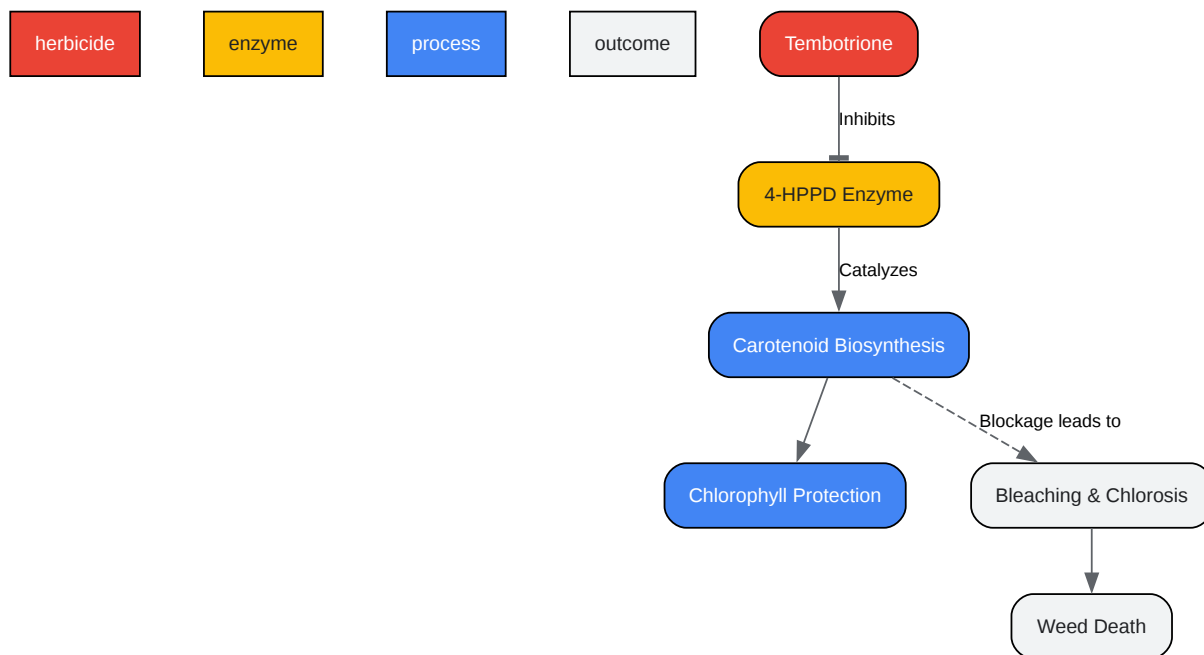 herbicide
enzyme
process
outcome
Tembotrione
Inhibits
4-HPPD Enzyme
Catalyzes
Carotenoid Biosynthesis
Blockage leads to
Chlorophyll Protection
Bleaching & Chlorosis
Weed Death